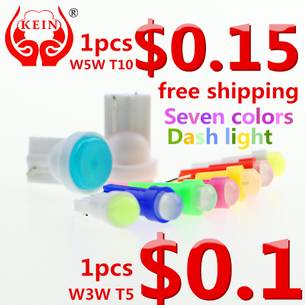 KEIN®
1pcs $0.15
W5W T10
free shipping
Seven colors
Dash light
1pcs $0.1
W3W T5